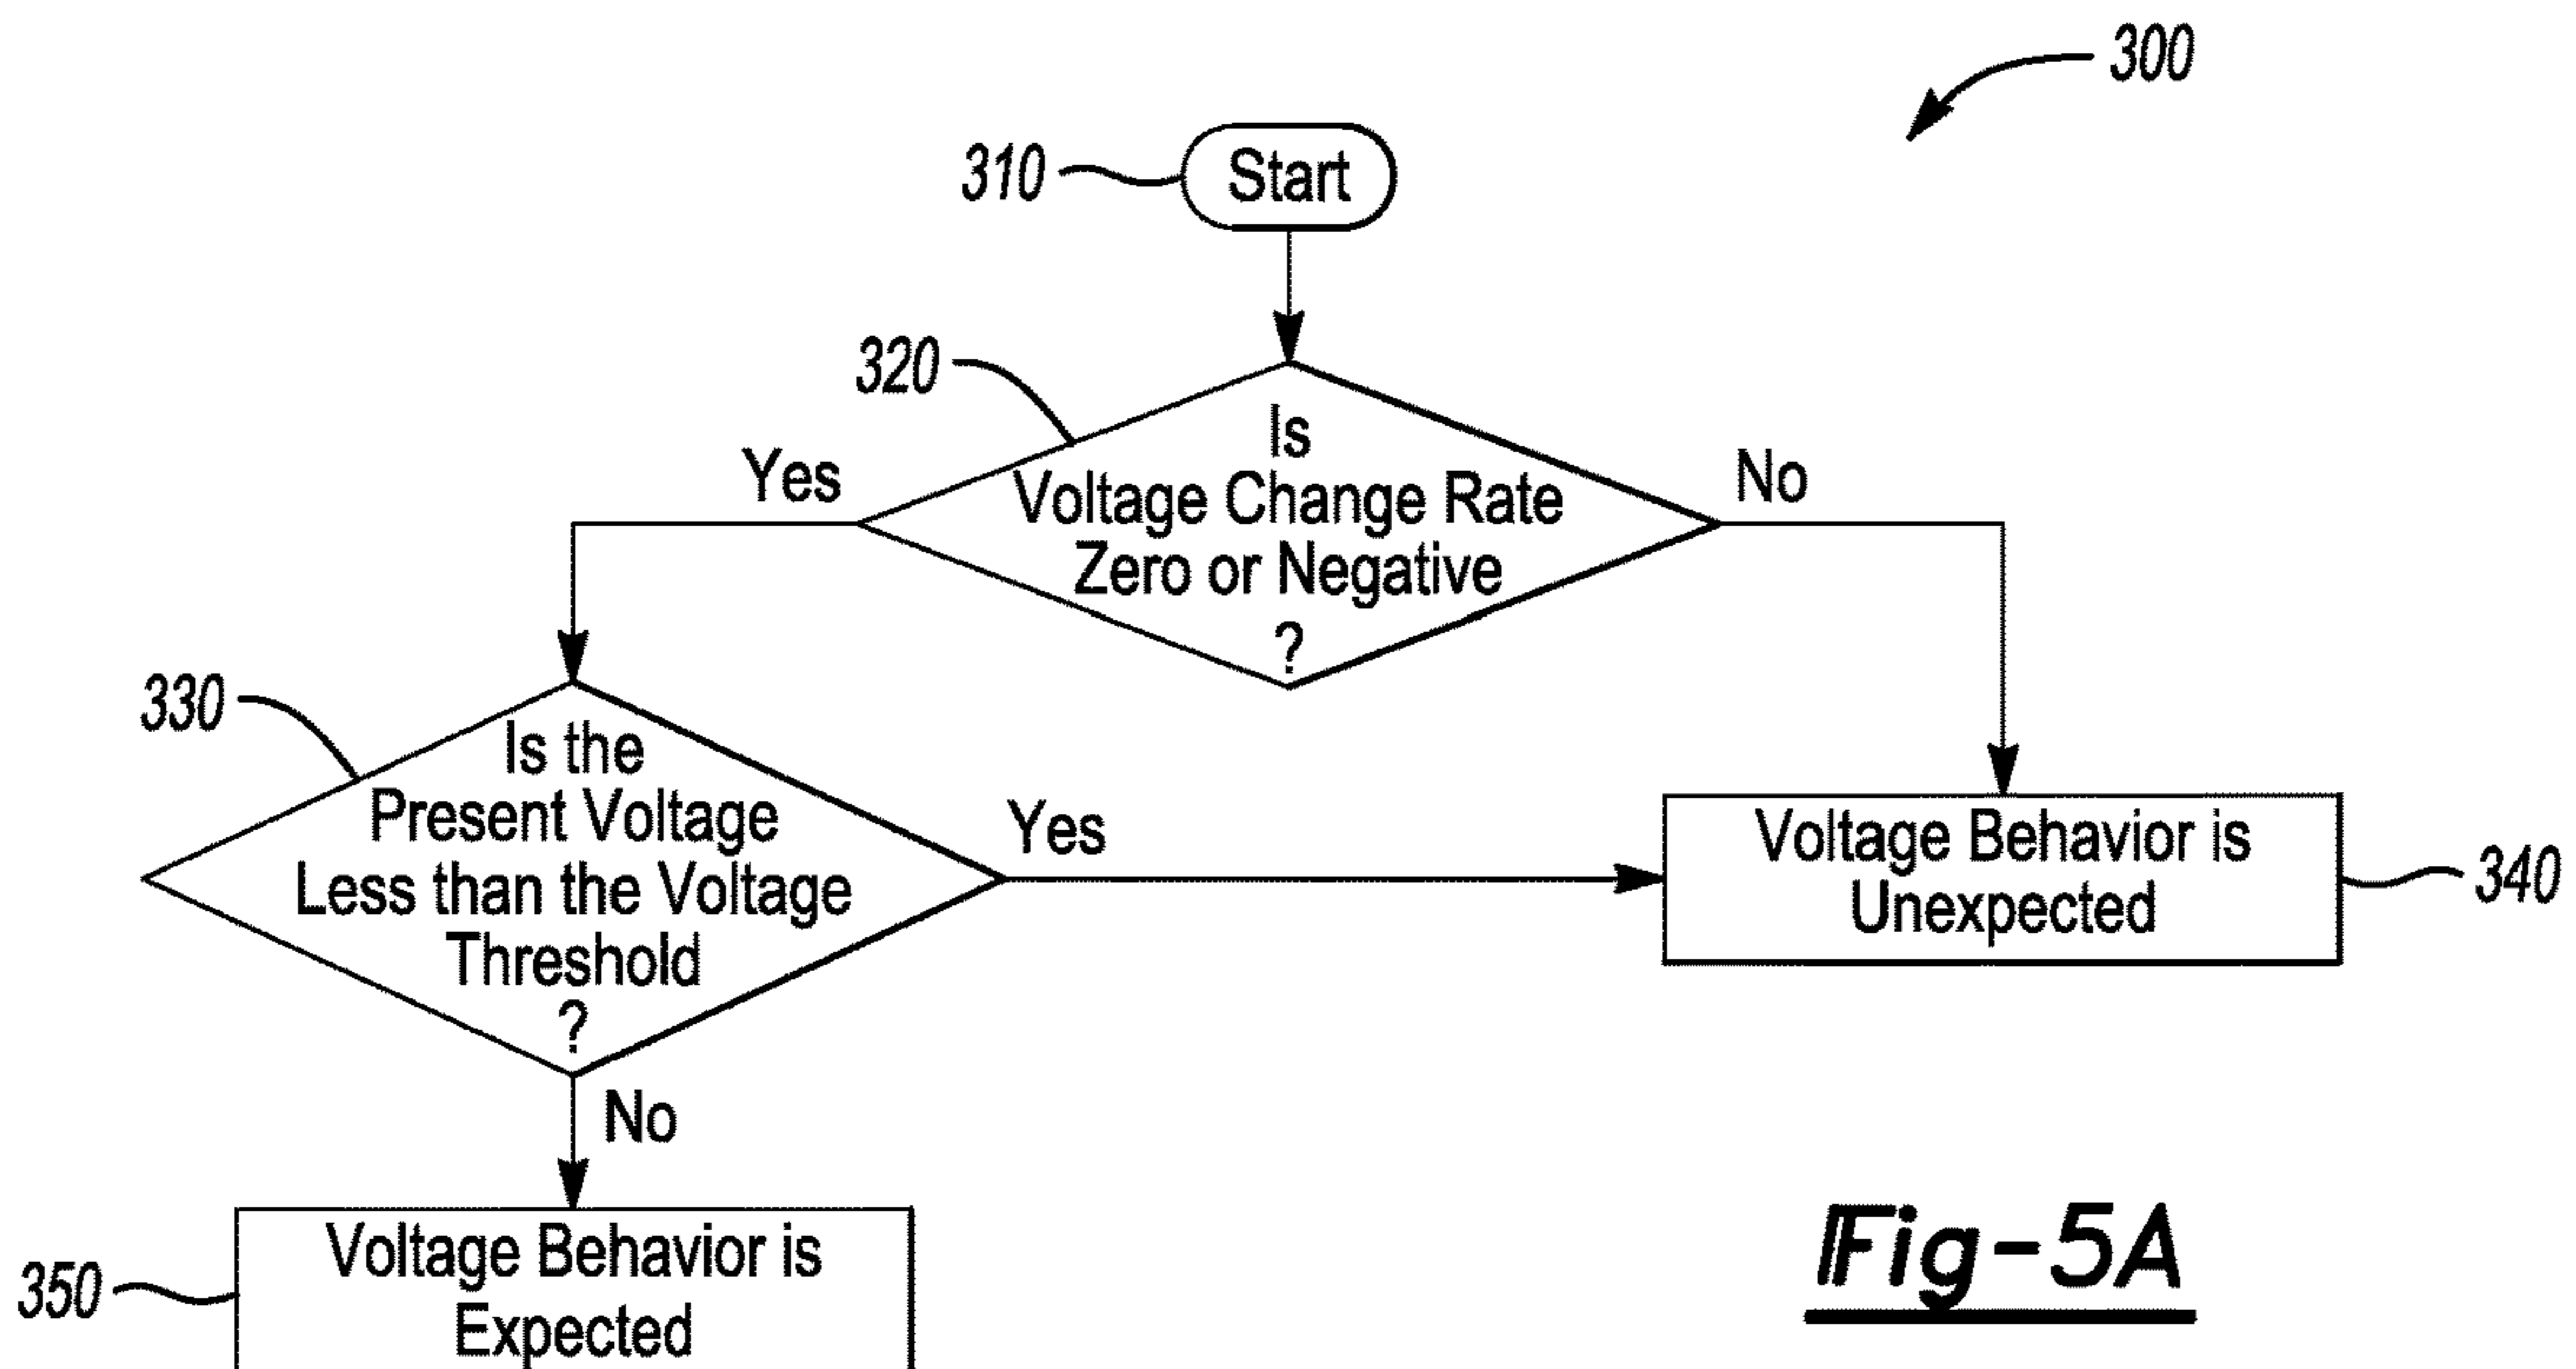 300
310
Start
320
Is
Voltage Change Rate
Zero or Negative
?
Yes
No
330
Is the
Present Voltage
Less than the Voltage
Threshold
?
Yes
Voltage Behavior is
Unexpected
340
No
350
Voltage Behavior is
Expected
Fig-5A